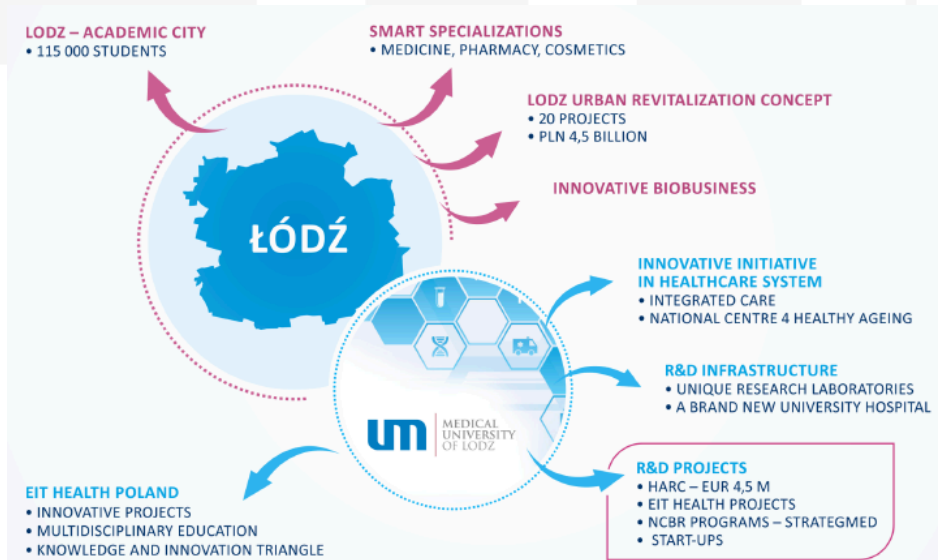 LODZ – ACADEMIC CITY
• 115 000 STUDENTS
SMART SPECIALIZATIONS
• MEDICINE, PHARMACY, COSMETICS
LODZ URBAN REVITALIZATION CONCEPT
• 20 PROJECTS
• PLN 4,5 BILLION
INNOVATIVE BIOBUSINESS
ŁÓDŹ
INNOVATIVE INITIATIVE
IN HEALTHCARE SYSTEM
• INTEGRATED CARE
• NATIONAL CENTRE 4 HEALTHY AGEING
R&D INFRASTRUCTURE
• UNIQUE RESEARCH LABORATORIES
• A BRAND NEW UNIVERSITY HOSPITAL
um
MEDICAL
UNIVERSITY
OF LODZ
R&D PROJECTS
• HARC – EUR 4,5 M
• EIT HEALTH PROJECTS
• NCBR PROGRAMS – STRATEGMED
• START-UPS
EIT HEALTH POLAND
• INNOVATIVE PROJECTS
• MULTIDISCIPLINARY EDUCATION
• KNOWLEDGE AND INNOVATION TRIANGLE